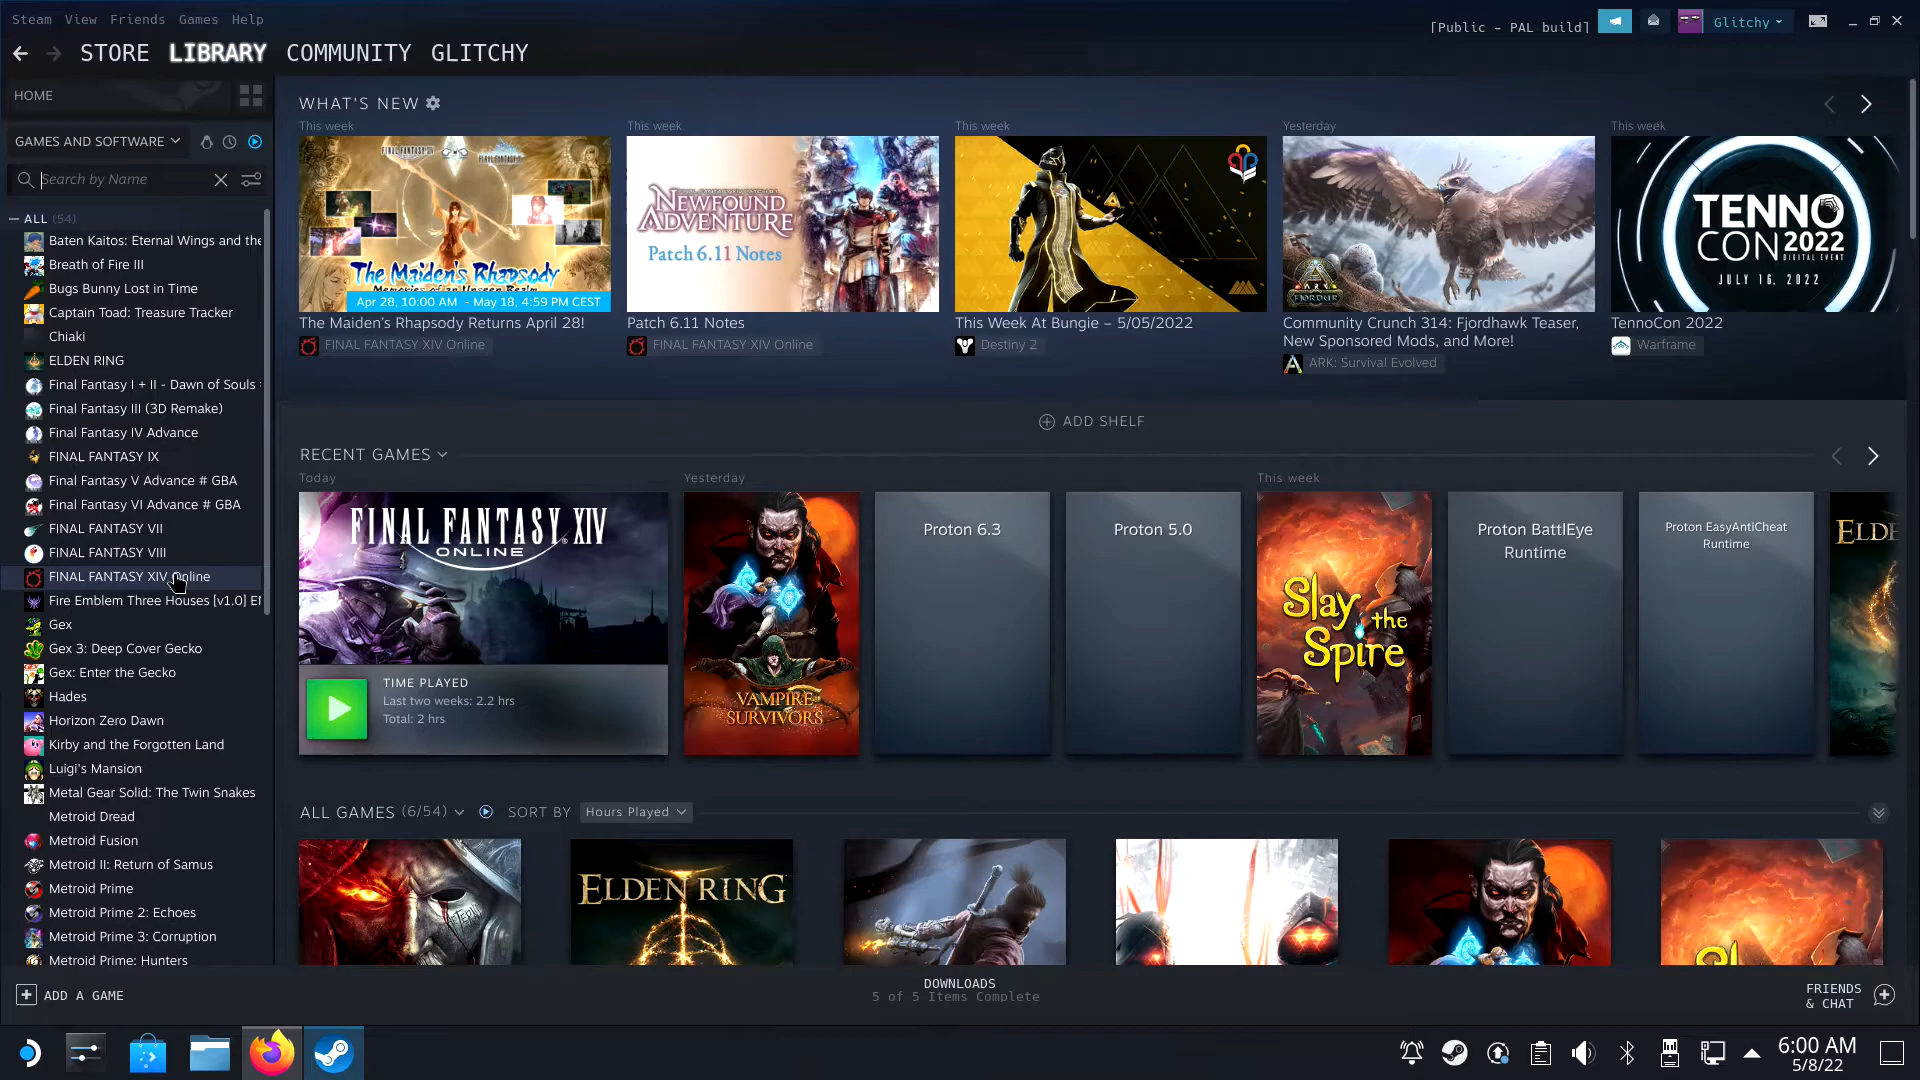 Steam View Friends Games Help
[Public - PAL build]
Glitchy
STORE LIBRARY COMMUNITY GLITCHY
HOME
GAMES AND SOFTWARE
Search by Name
ALL (54)
Baten Kaitos: Eternal Wings and the
Breath of Fire III
Bugs Bunny Lost in Time
Captain Toad: Treasure Tracker
Chiaki
ELDEN RING
Final Fantasy I + II - Dawn of Souls
Final Fantasy III (3D Remake)
Final Fantasy IV Advance
FINAL FANTASY IX
Final Fantasy V Advance # GBA
Final Fantasy VI Advance # GBA
FINAL FANTASY VII
FINAL FANTASY VIII
FINAL FANTASY XIV Online
Fire Emblem Three Houses [v1.0] E
Gex
Gex 3: Deep Cover Gecko
Gex: Enter the Gecko
Hades
Horizon Zero Dawn
Kirby and the Forgotten Land
Luigi's Mansion
Metal Gear Solid: The Twin Snakes
Metroid Dread
Metroid Fusion
Metroid II: Return of Samus
Metroid Prime
Metroid Prime 2: Echoes
Metroid Prime 3: Corruption
Metroid Prime: Hunters
ADD A GAME
WHAT'S NEW
This week
The Maiden's Rhapsody
Apr 28, 10:00 AM - May 18, 4:59 PM CEST
The Maiden's Rhapsody Returns April 28!
FINAL FANTASY XIV Online
This week
NEWFOUND
ADVENTURE
Patch 6.11 Notes
Patch 6.11 Notes
FINAL FANTASY XIV Online
This week
This Week At Bungie – 5/05/2022
Destiny 2
Yesterday
ARK
FJORDUR
Community Crunch 314: Fjordhawk Teaser,
New Sponsored Mods, and More!
ARK: Survival Evolved
This week
TENNO
CON 2022
DIGITAL EVENT
JULY 16, 2022
TennoCon 2022
Warframe
ADD SHELF
RECENT GAMES
Today
FINAL FANTASY XIV
ONLINE
TIME PLAYED
Last two weeks: 2.2 hrs
Total: 2 hrs
Yesterday
VAMPIRE
SURVIVORS
Proton 6.3
Proton 5.0
This week
Slay
the
Spire
Proton BattlEye
Runtime
Proton EasyAntiCheat
Runtime
ELDE
ALL GAMES (6/54) SORT BY Hours Played
ELDEN RING
DOWNLOADS
5 of 5 Items Complete
FRIENDS
& CHAT
6:00 AM
5/8/22